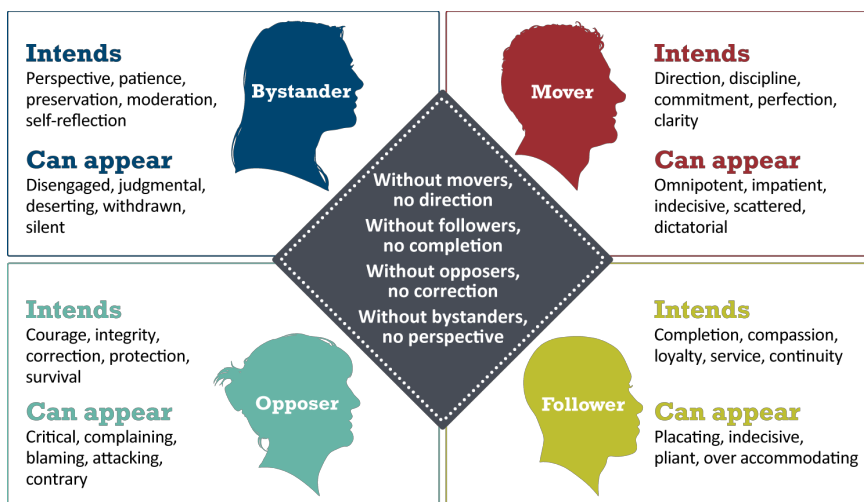 Intends
Perspective, patience,
preservation, moderation,
self-reflection
Can appear
Disengaged, judgmental,
deserting, withdrawn,
silent
Bystander
Mover
Intends
Direction, discipline,
commitment, perfection,
clarity
Can appear
Omnipotent, impatient,
indecisive, scattered,
dictatorial
Without movers,
no direction
Without followers,
no completion
Without opposers,
no correction
Without bystanders,
no perspective
Intends
Courage, integrity,
correction, protection,
survival
Can appear
Critical, complaining,
blaming, attacking,
contrary
Opposer
Follower
Intends
Completion, compassion,
loyalty, service, continuity
Can appear
Placating, indecisive,
pliant, over accommodating